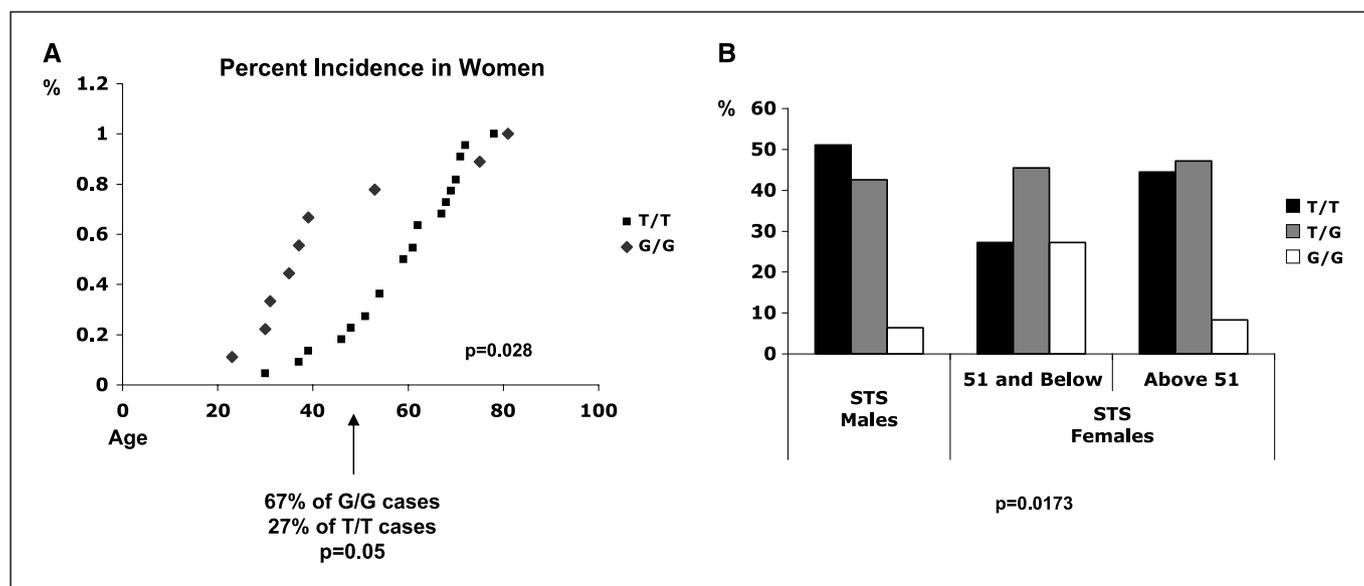 A
Percent Incidence in Women
%
1.2
1
0.8
0.6
0.4
0.2
0
0
20
40
60
80
100
Age
T/T
G/G
p=0.028
67% of G/G cases
27% of T/T cases
p=0.05
B
%
60
50
40
30
20
10
0
T/T
T/G
G/G
51 and Below
Above 51
STS
Males
STS
Females
p=0.0173